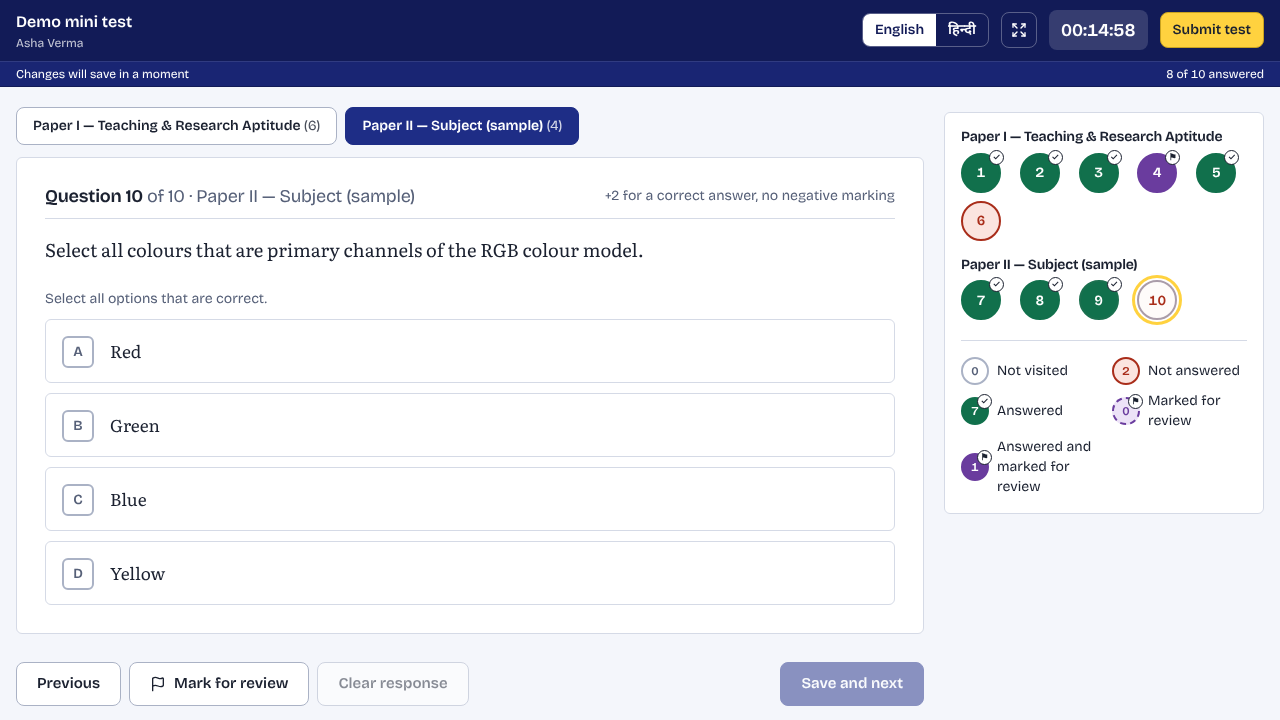 Demo mini test
Asha Verma
English
हिन्दी
00:14:58
Submit test
Changes will save in a moment
8 of 10 answered
Paper I — Teaching & Research Aptitude (6)
Paper II — Subject (sample) (4)
Question 10 of 10 · Paper II — Subject (sample)
+2 for a correct answer, no negative marking
Select all colours that are primary channels of the RGB colour model.
Select all options that are correct.
A Red
B Green
C Blue
D Yellow
Previous
Mark for review
Clear response
Save and next
Paper I — Teaching & Research Aptitude
1 2 3 4 5
6
Paper II — Subject (sample)
7 8 9 10
0 Not visited
2 Not answered
7 Answered
0 Marked for
review
1 Answered and
marked for
review